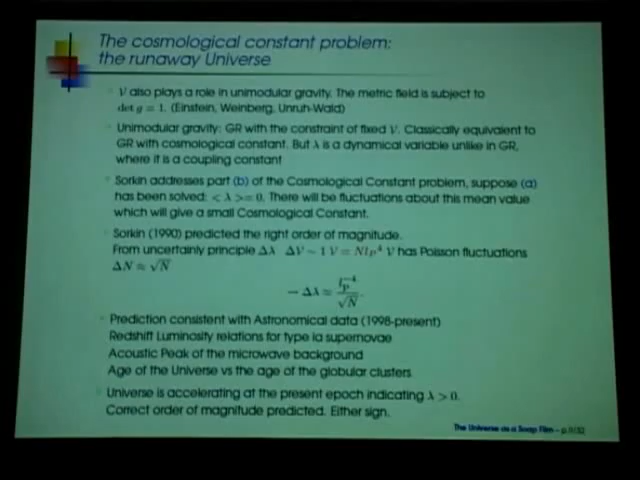 The cosmological constant problem:
the runaway Universe
V also plays a role in unimodular gravity. The metric field is subject to
det g = 1. (Einstein, Weinberg, Unruh-Wald)
Unimodular gravity: GR with the constraint of fixed V. Classically equivalent to
GR with cosmological constant. But λ is a dynamical variable unlike in GR,
where it is a coupling constant
Sorkin addresses part (b) of the Cosmological Constant problem, suppose (a)
has been solved: < λ >= 0. There will be fluctuations about this mean value
which will give a small Cosmological Constant.
Sorkin (1990) predicted the right order of magnitude.
From uncertainty principle Δλ ΔV ~ 1 V = Nlp⁴ V has Poisson fluctuations
ΔN ≈ √N
→ Δλ ≈ lp⁻⁴ / √N.
Prediction consistent with Astronomical data (1998-present)
Redshift Luminosity relations for type Ia supernovae
Acoustic Peak of the microwave background
Age of the Universe vs the age of the globular clusters
Universe is accelerating at the present epoch indicating λ > 0.
Correct order of magnitude predicted. Either sign.
The Universe as a Soap Film – p.11/32